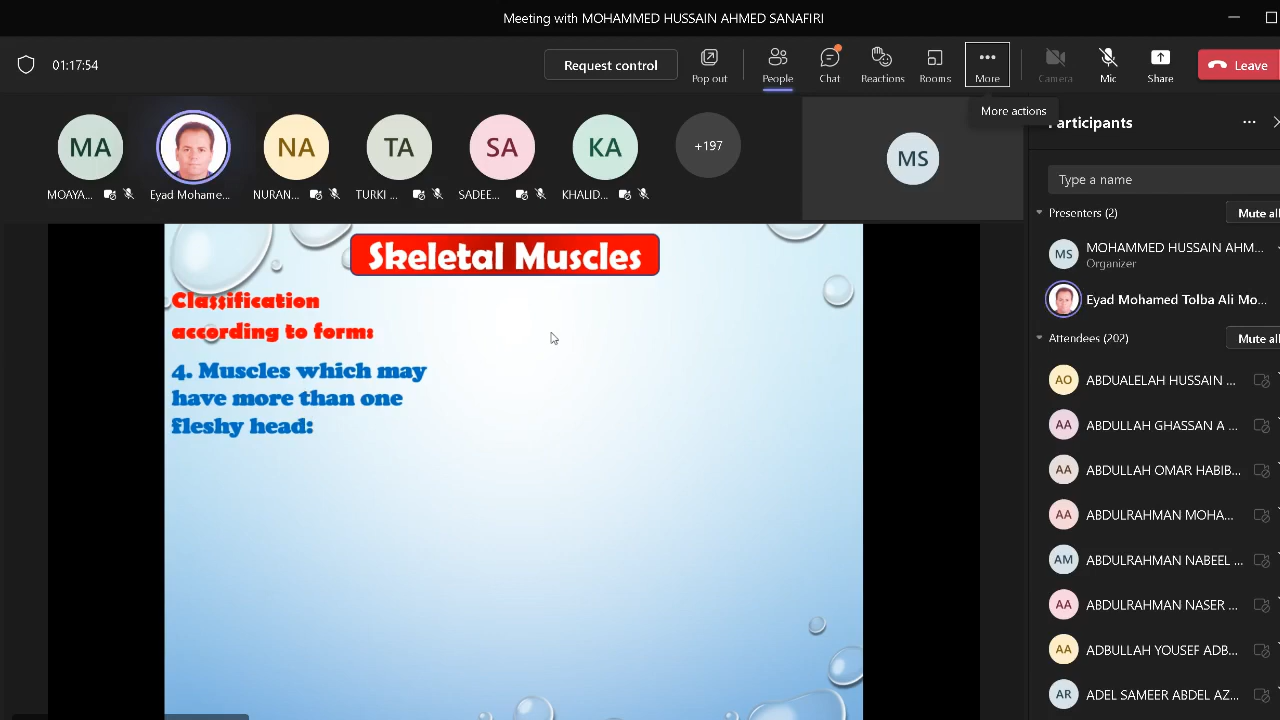 Meeting with MOHAMMED HUSSAIN AHMED SANAFIRI
01:17:54
Request control
Pop out
People
Chat
Reactions
Rooms
More
Camera
Mic
Share
Leave
More actions
MA
NA
TA
SA
KA
+197
MS
MOAYA...
Eyad Mohame...
NURAN...
TURKI ...
SADEE...
KHALID...
Participants
Type a name
Presenters (2)
Mute all
MS
MOHAMMED HUSSAIN AHM...
Organizer
Eyad Mohamed Tolba Ali Mo...
Attendees (202)
Mute all
AO
ABDUALELAH HUSSAIN ...
AA
ABDULLAH GHASSAN A ...
AA
ABDULLAH OMAR HABIB...
AA
ABDULRAHMAN MOHA...
AM
ABDULRAHMAN NABEEL ...
AA
ABDULRAHMAN NASER ...
AA
ADBULLAH YOUSEF ADB...
AR
ADEL SAMEER ABDEL AZ...
Skeletal Muscles
Classification
according to form:
4. Muscles which may
have more than one
fleshy head: